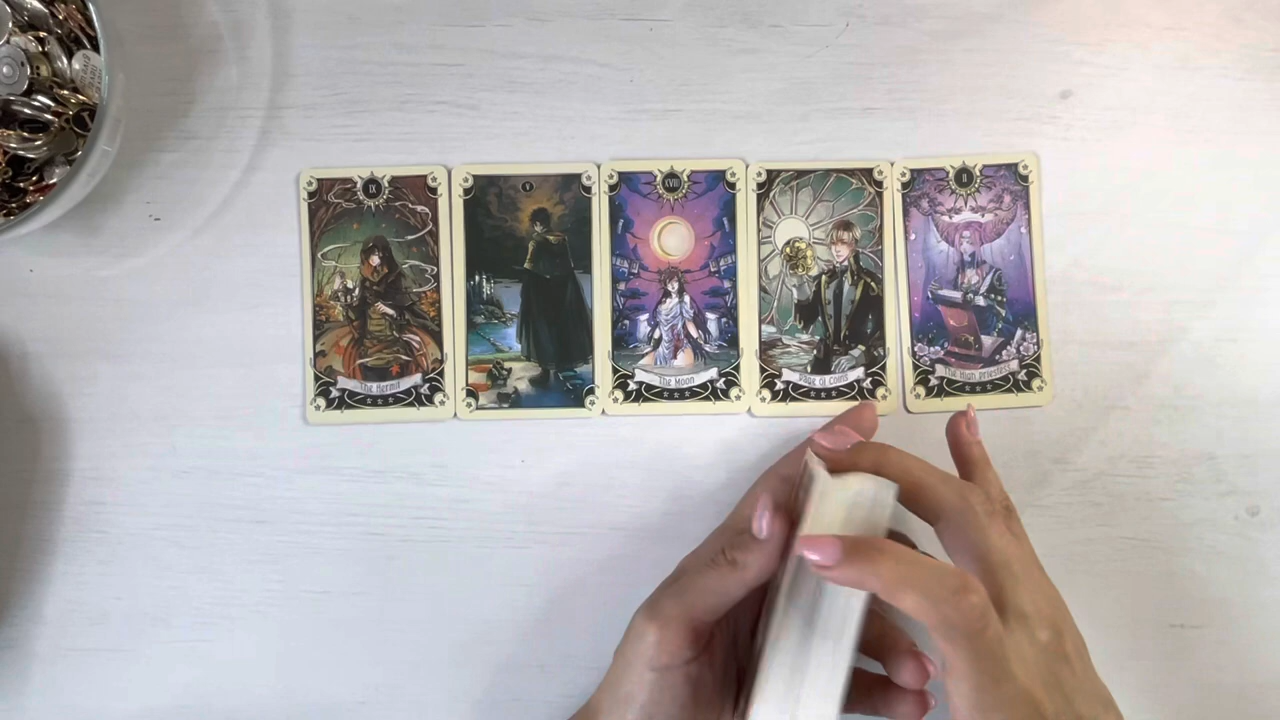 IX
The Hermit
V
XVIII
The Moon
Page of Coins
II
The High Priestess